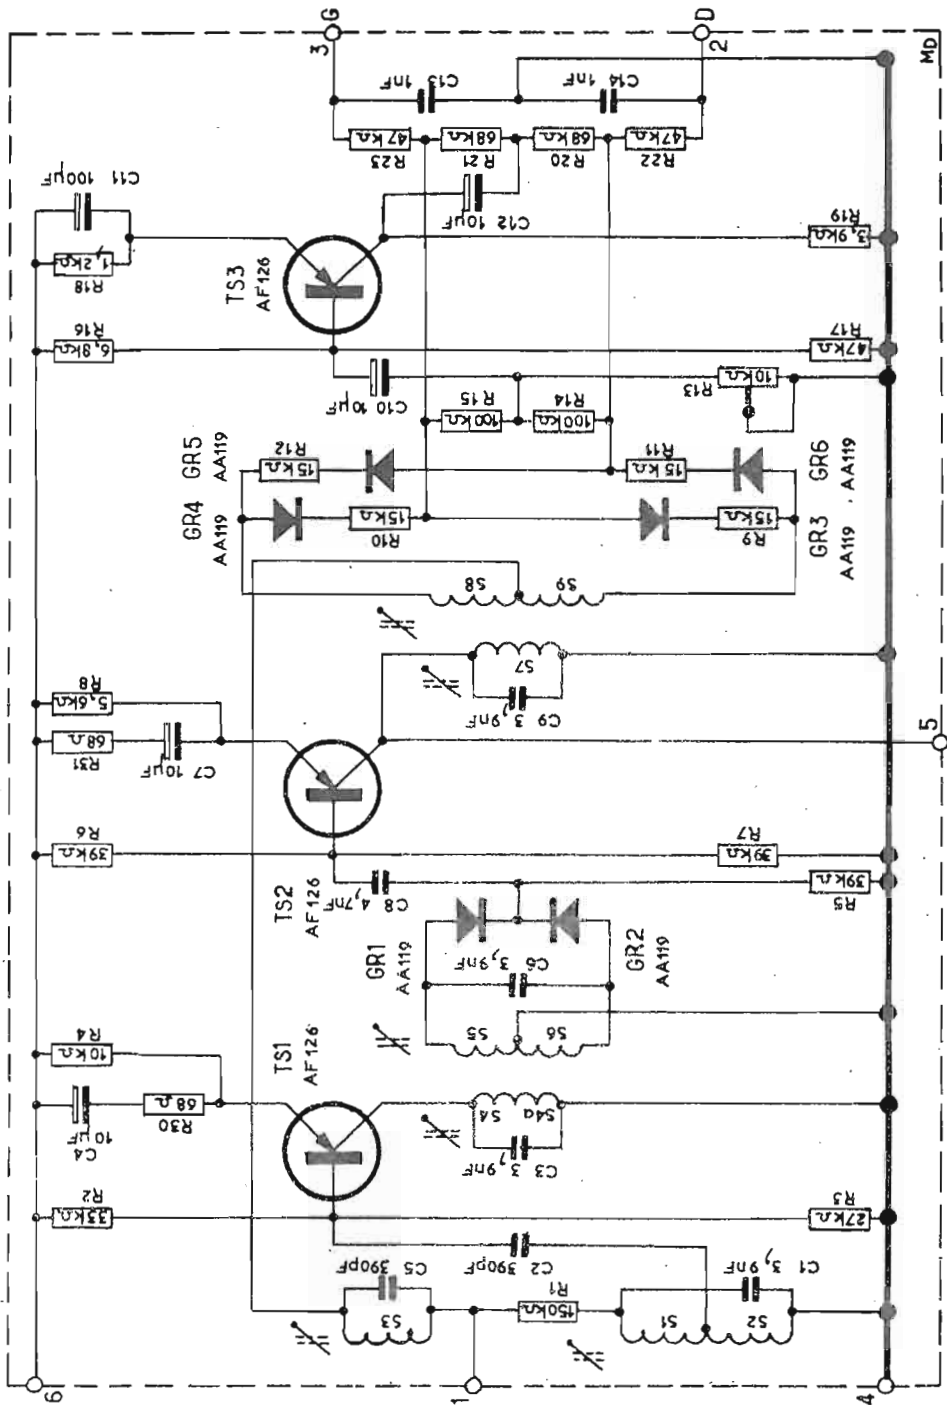 G
3
D
2
MD
C13
1nF
C14
1nF
R23
47kΩ
R21
68kΩ
R20
68kΩ
R22
47kΩ
C11
100µF
R18
1,2kΩ
C12
10µF
TS3
AF126
R19
3,9kΩ
R16
6,8kΩ
R17
47kΩ
C10
10µF
R15
100kΩ
R14
100kΩ
R13
10kΩ
GR5
AA119
R12
15kΩ
R11
15kΩ
GR6
AA119
GR4
AA119
R10
15kΩ
R9
15kΩ
GR3
AA119
S8
S9
R8
5,6kΩ
S7
C9
3,9nF
R31
68Ω
C7
10µF
5
R6
39kΩ
TS2
AF126
R7
39kΩ
C8
4,7nF
R5
39kΩ
GR1
AA119
C6
3,9nF
GR2
AA119
S5
S6
R4
10kΩ
TS1
AF126
C4
10µF
R30
68Ω
S4
S4a
C3
3,9nF
R2
33kΩ
R3
27kΩ
C5
390pF
C2
390pF
R1
150kΩ
C1
3,9nF
S3
S1
S2
6
1
4